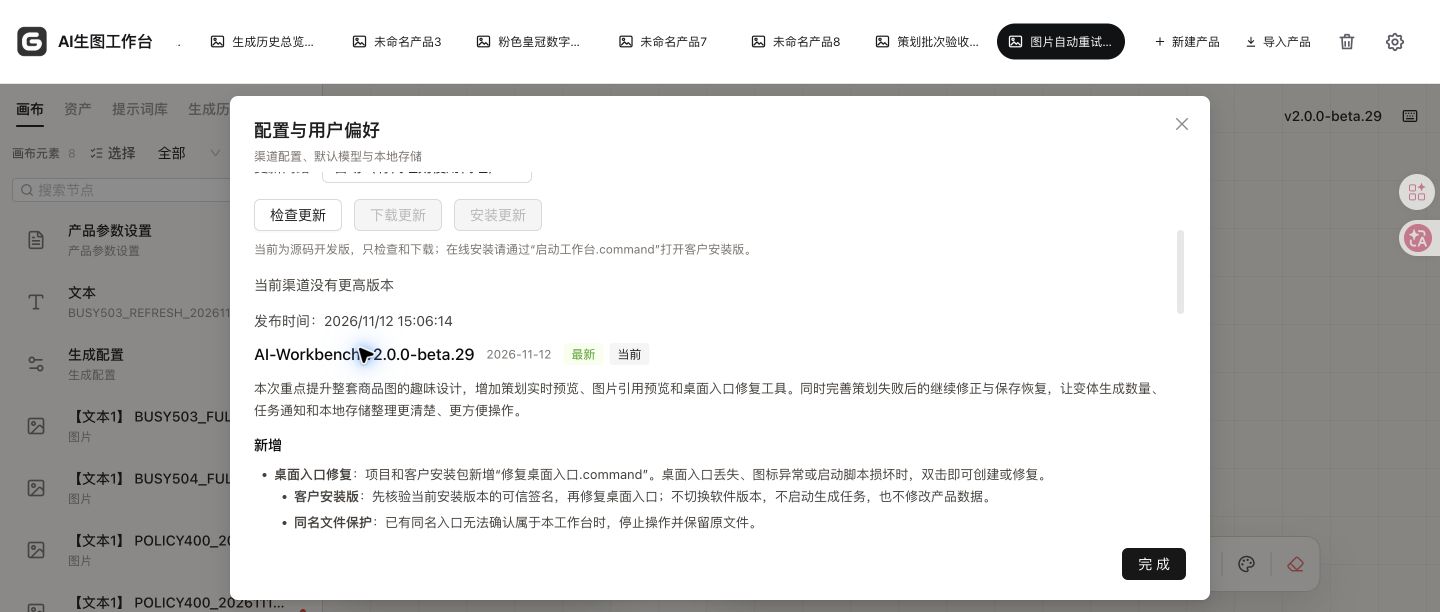 AI生图工作台
生成历史总览...
未命名产品3
粉色皇冠数字...
未命名产品7
未命名产品8
策划批次验收...
图片自动重试...
新建产品
导入产品
画布
资产
提示词库
生成历
v2.0.0-beta.29
画布元素 8
选择
全部
搜索节点
产品参数设置
产品参数设置
文本
BUSY503_REFRESH_202611
生成配置
生成配置
【文本1】 BUSY503_FUL
图片
【文本1】 BUSY504_FUL
图片
【文本1】 POLICY400_20
图片
【文本1】 POLICY400_2026111...
配置与用户偏好
渠道配置、默认模型与本地存储
检查更新
下载更新
安装更新
当前为源码开发版，只检查和下载；在线安装请通过“启动工作台.command”打开客户安装版。
当前渠道没有更高版本
发布时间：2026/11/12 15:06:14
AI-Workbench 2.0.0-beta.29 2026-11-12 最新 当前
本次重点提升整套商品图的趣味设计，增加策划实时预览、图片引用预览和桌面入口修复工具。同时完善策划失败后的继续修正与保存恢复，让变体生成数量、
任务通知和本地存储整理更清楚、更方便操作。
新增
• 桌面入口修复：项目和客户安装包新增“修复桌面入口.command”。桌面入口丢失、图标异常或启动脚本损坏时，双击即可创建或修复。
• 客户安装版：先核验当前安装版本的可信签名，再修复桌面入口；不切换软件版本，不启动生成任务，也不修改产品数据。
• 同名文件保护：已有同名入口无法确认属于本工作台时，停止操作并保留原文件。
完成